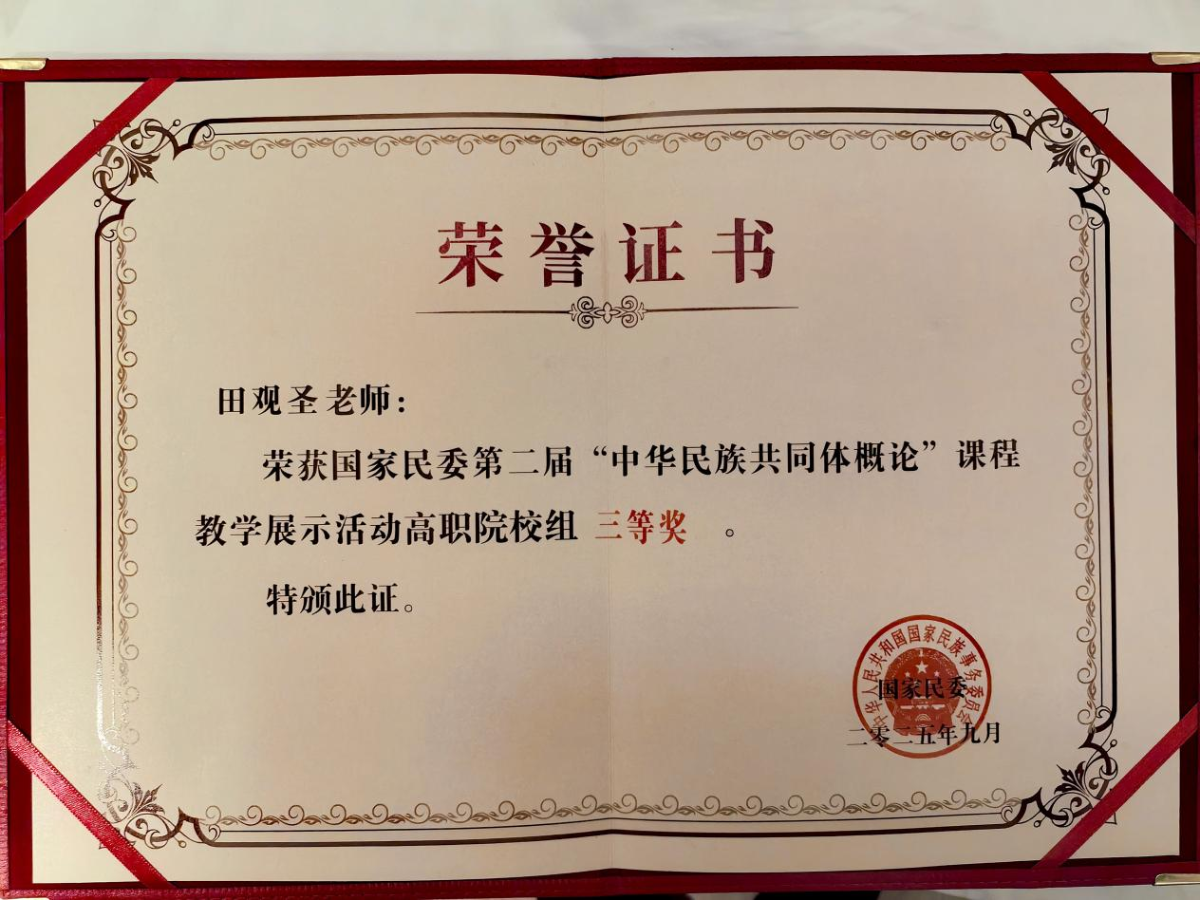 荣誉证书
田观圣老师：
荣获国家民委第二届“中华民族共同体概论”课程
教学展示活动高职院校组 三等奖 。
特颁此证。
中华人民共和国国家民族事务委员会
国家民委
二零二五年九月